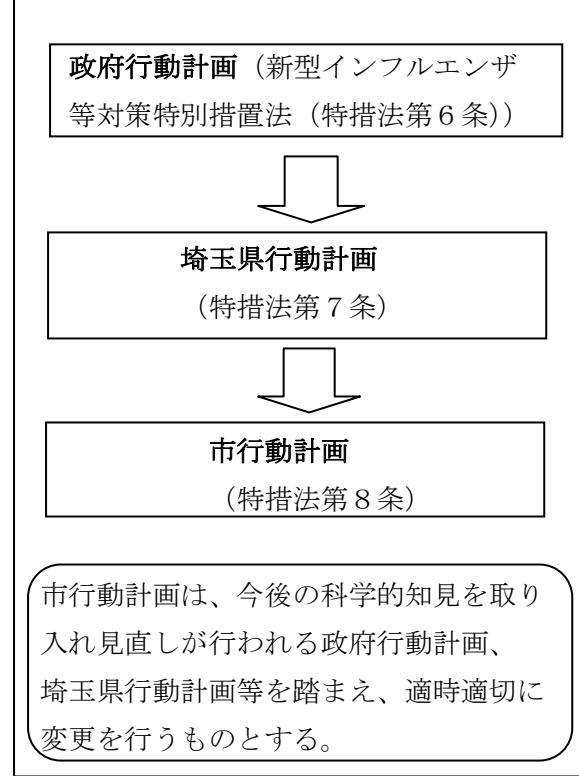 政府行動計画（新型インフルエンザ
等対策特別措置法（特措法第６条））
埼玉県行動計画
（特措法第７条）
市行動計画
（特措法第８条）
市行動計画は、今後の科学的知見を取り
入れ見直しが行われる政府行動計画、
埼玉県行動計画等を踏まえ、適時適切に
変更を行うものとする。